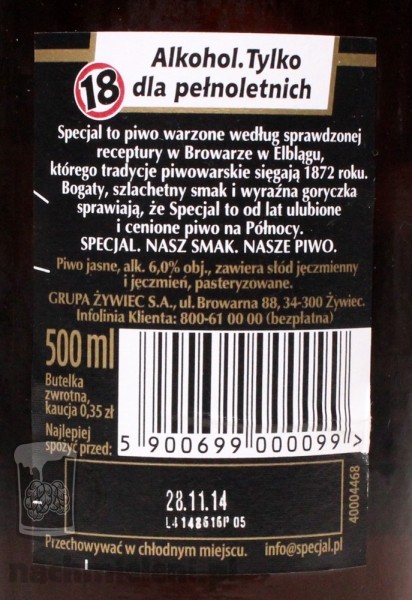 18
Alkohol.Tylko
dla pełnoletnich
Specjal to piwo warzone według sprawdzonej
receptury w Browarze w Elblągu,
którego tradycje piwowarskie sięgają 1872 roku.
Bogaty, szlachetny smak i wyraźna goryczka
sprawiają, że Specjal to od lat ulubione
i cenione piwo na Północy.
SPECJAL. NASZ SMAK. NASZE PIWO.
Piwo jasne, alk. 6,0% obj., zawiera słód jęczmienny
i jęczmień, pasteryzowane.
GRUPA ŻYWIEC S.A., ul. Browarna 88, 34-300 Żywiec.
Infolinia Klienta: 800-61 00 00 (bezpłatna)
500 ml
Butelka
zwrotna,
kaucja 0,35 zł
Najlepiej
spożyć przed:
5 900699 000099 >
28.11.14
L4148616P 05
40004468
Przechowywać w chłodnym miejscu. info@specjal.pl
nachmieleni.pl